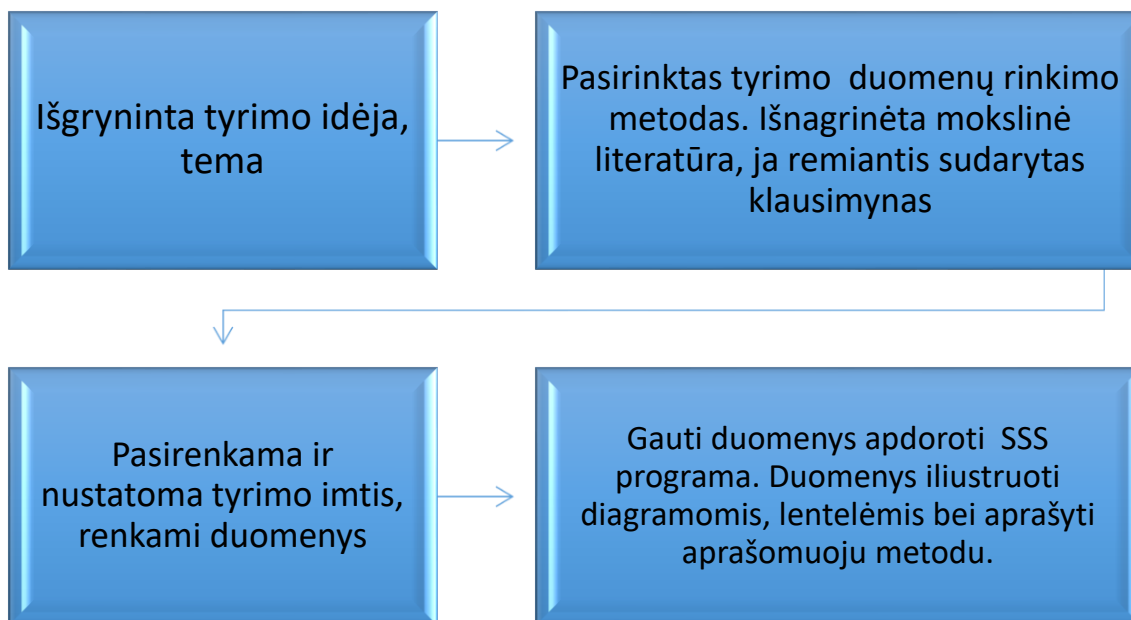 Išgryninta tyrimo idėja,
tema
Pasirinktas tyrimo  duomenų rinkimo
metodas. Išnagrinėta mokslinė
literatūra, ja remiantis sudarytas
klausimynas
Pasirenkama ir
nustatoma tyrimo imtis,
renkami duomenys
Gauti duomenys apdoroti  SSS
programa. Duomenys iliustruoti
diagramomis, lentelėmis bei aprašyti
aprašomuoju metodu.